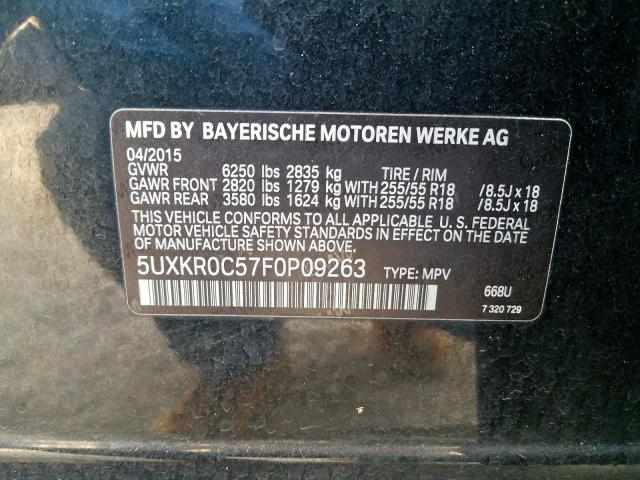 MFD BY BAYERISCHE MOTOREN WERKE AG
04/2015
GVWR 6250 lbs 2835 kg TIRE / RIM
GAWR FRONT 2820 lbs 1279 kg WITH 255/55 R18 / 8.5J x 18
GAWR REAR 3580 lbs 1624 kg WITH 255/55 R18 / 8.5J x 18
THIS VEHICLE CONFORMS TO ALL APPLICABLE U. S. FEDERAL
MOTOR VEHICLE SAFETY STANDARDS IN EFFECT ON THE
DATE OF MANUFACTURE SHOWN ABOVE.
5UXKR0C57F0P09263 TYPE: MPV
668U
7 320 729